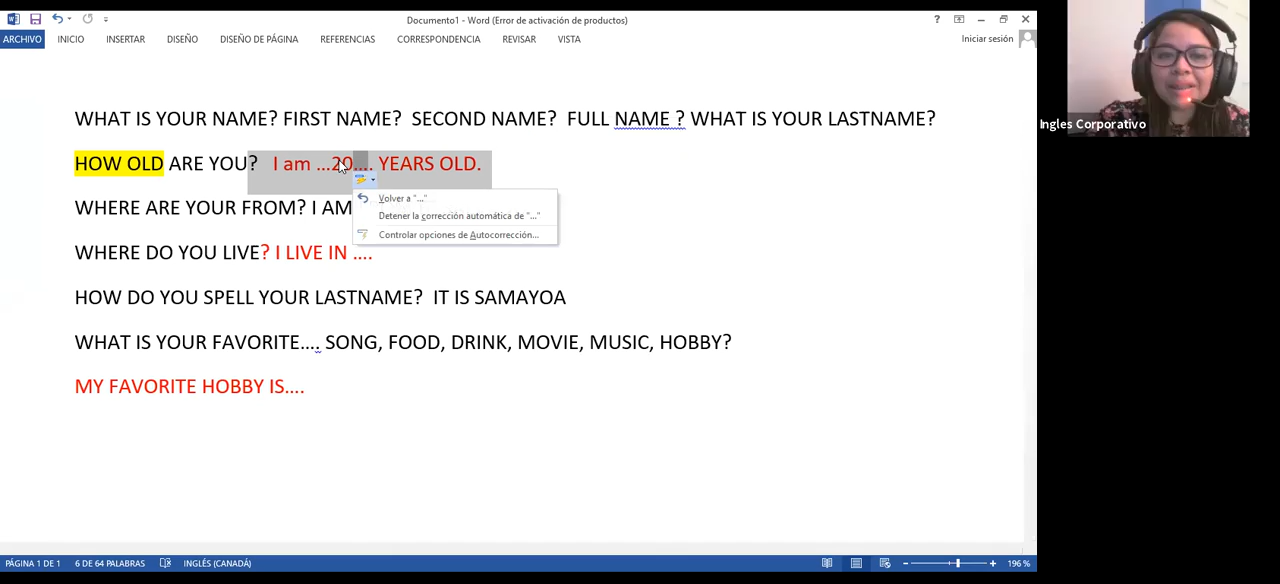 Documento1 - Word (Error de activación de productos)
ARCHIVO INICIO INSERTAR DISEÑO DISEÑO DE PÁGINA REFERENCIAS CORRESPONDENCIA REVISAR VISTA Iniciar sesión
WHAT IS YOUR NAME? FIRST NAME? SECOND NAME? FULL NAME ? WHAT IS YOUR LASTNAME?
Ingles Corporativo
HOW OLD ARE YOU? I am ...20.... YEARS OLD.
Volver a "..."
WHERE ARE YOUR FROM? I AM
Detener la corrección automática de "..."
Controlar opciones de Autocorrección...
WHERE DO YOU LIVE? I LIVE IN ....
HOW DO YOU SPELL YOUR LASTNAME? IT IS SAMAYOA
WHAT IS YOUR FAVORITE.... SONG, FOOD, DRINK, MOVIE, MUSIC, HOBBY?
MY FAVORITE HOBBY IS....
PÁGINA 1 DE 1 6 DE 64 PALABRAS INGLÉS (CANADÁ) 196 %